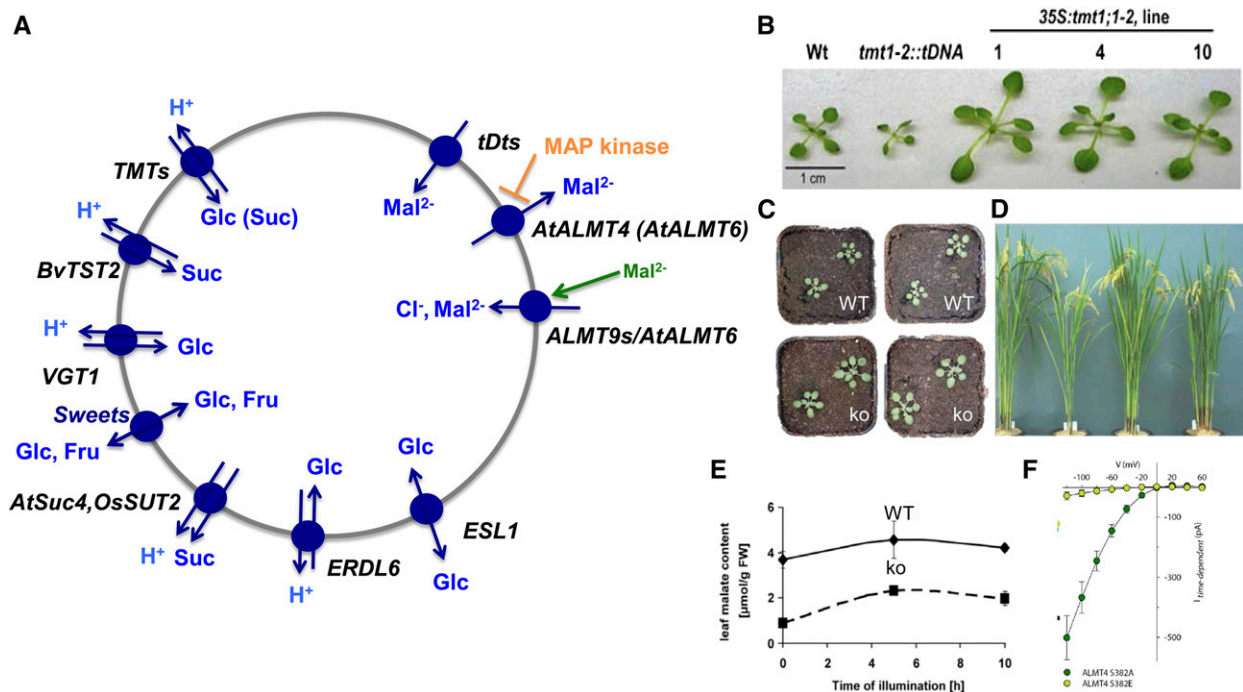 A
H+
TMTs
Glc (Suc)
H+
BvTST2
Suc
H+
Glc
VGT1
Sweets
Glc, Fru
Glc, Fru
AtSuc4,OsSUT2
H+
Suc
Glc
H+
ERDL6
Glc
Glc
ESL1
tDts
Mal2-
MAP kinase
Mal2-
AtALMT4 (AtALMT6)
Mal2-
Cl-, Mal2-
ALMT9s/AtALMT6
B
35S:tmt1;1-2, line
Wt tmt1-2::tDNA 1 4 10
1 cm
C
WT WT
ko ko
D
E
6
4
2
0
leaf malate content
[µmol/g FW]
WT
ko
0 5 10
Time of illumination [h]
F
V (mV)
-100 -60 -20 20 60
-100
-300
-500
I time-dependent (pA)
ALMT4 S382A
ALMT4 S382E